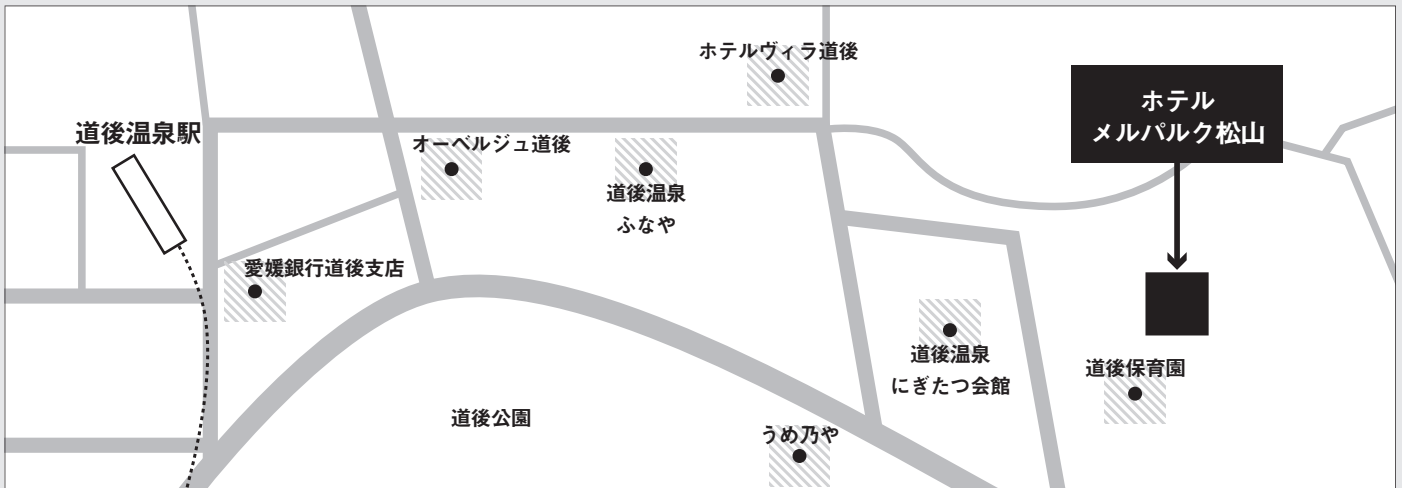 ホテルヴィラ道後
ホテル
メルパルク松山
道後温泉駅
オーベルジュ道後
道後温泉
ふなや
愛媛銀行道後支店
道後温泉
にぎたつ会館
道後保育園
道後公園
うめ乃や